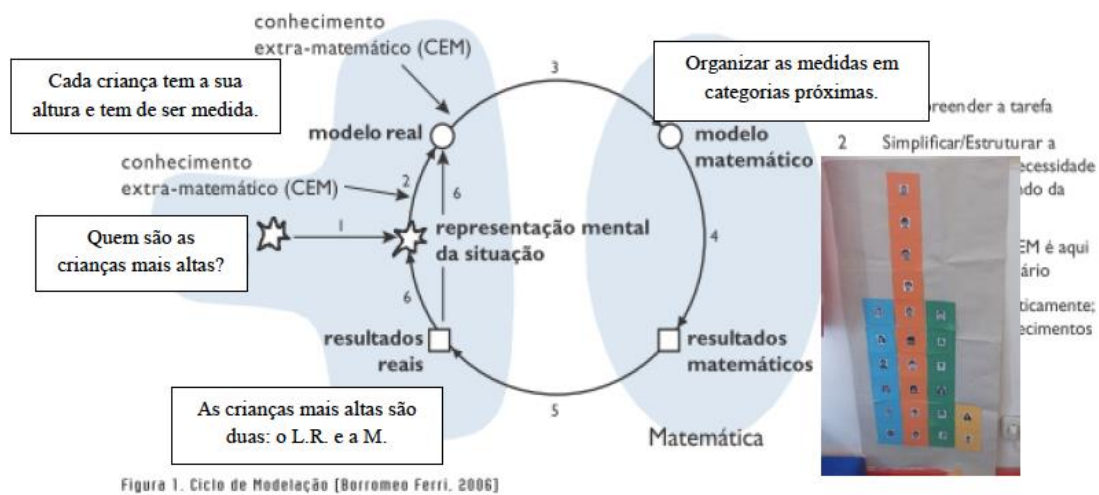 conhecimento
extra-matemático (CEM)
3
Cada criança tem a sua
altura e tem de ser medida.
Organizar as medidas em
categorias próximas.
reender a tarefa
modelo real
modelo
matemático
2 Simplificar/Estruturar a
ecessidade
do da
conhecimento
extra-matemático (CEM)
2
6
Quem são as
crianças mais altas?
1
representação mental
da situação
4
EM é aqui
ário
6
ticamente;
ecimentos
resultados
reais
resultados
matemáticos
5
As crianças mais altas são
duas: o L.R. e a M.
Matemática
Figura 1. Ciclo de Modelação [Borromeo Ferri, 2006]